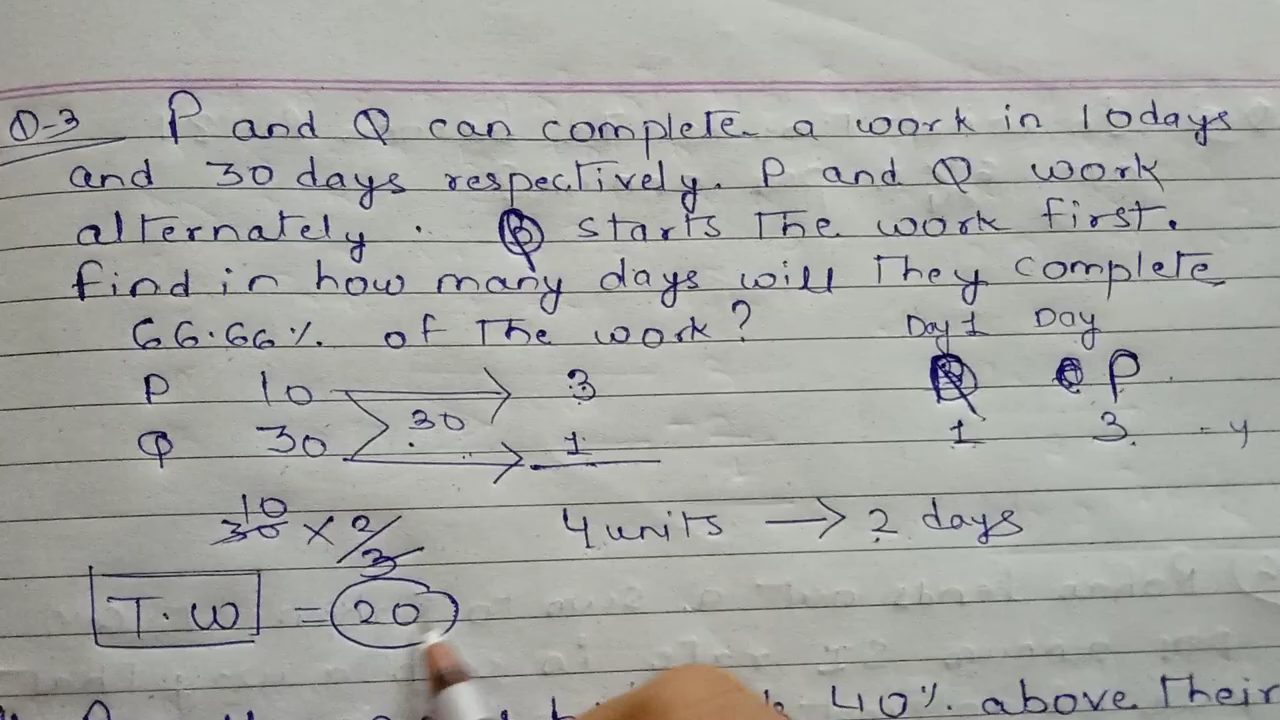 Q-3 P and Q can complete a work in 10 days
and 30 days respectively. P and Q work
alternately. Q starts The work first.
find in how many days will They complete
66.66% of The work?
Day 1 Day
P 10 3
Q P
30
Q 30 1
1 3 - 4
10
30 × 2/3
4 units → 2 days
T.W = 20
40% above Their